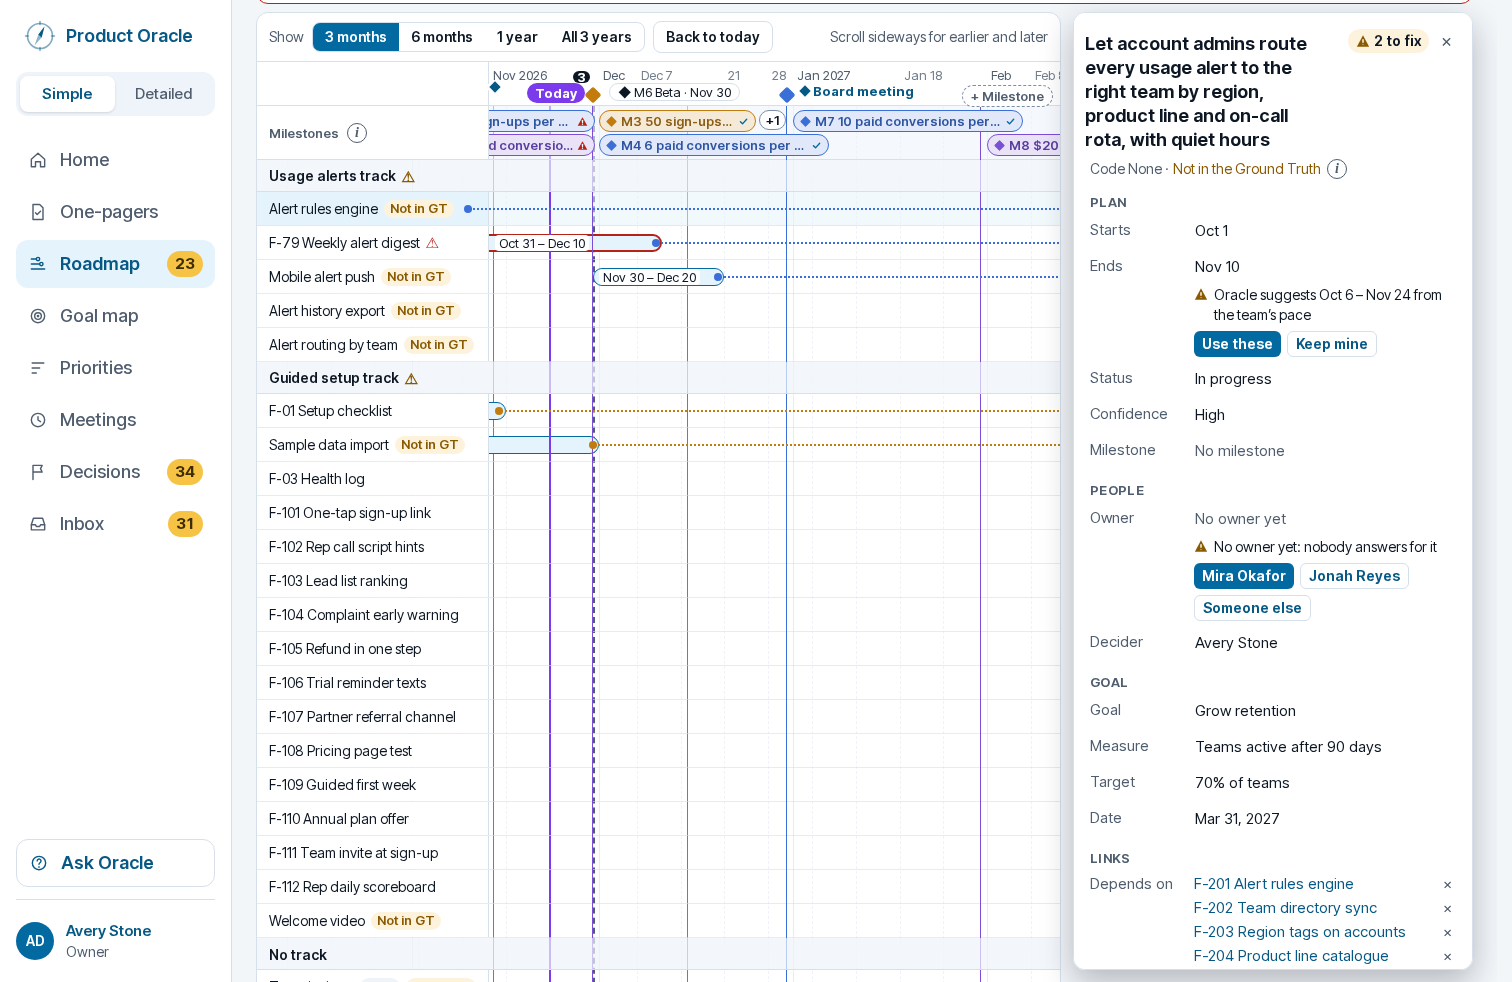 Product Oracle
Simple
Detailed
Home
One-pagers
Roadmap
23
Goal map
Priorities
Meetings
Decisions
34
Inbox
31
Ask Oracle
AD
Avery Stone
Owner
Show
3 months
6 months
1 year
All 3 years
Back to today
Scroll sideways for earlier and later
Nov 2026
3
Dec
Dec 7
21
28
Jan 2027
Jan 18
Feb
Feb
Today
M6 Beta · Nov 30
Board meeting
+ Milestone
Milestones
i
gn-ups per ...
M3 50 sign-ups...
+1
M7 10 paid conversions per...
d conversio...
M4 6 paid conversions per ...
M8 $20
Usage alerts track
Alert rules engine
Not in GT
F-79 Weekly alert digest
Oct 31 – Dec 10
Mobile alert push
Not in GT
Nov 30 – Dec 20
Alert history export
Not in GT
Alert routing by team
Not in GT
Guided setup track
F-01 Setup checklist
Sample data import
Not in GT
F-03 Health log
F-101 One-tap sign-up link
F-102 Rep call script hints
F-103 Lead list ranking
F-104 Complaint early warning
F-105 Refund in one step
F-106 Trial reminder texts
F-107 Partner referral channel
F-108 Pricing page test
F-109 Guided first week
F-110 Annual plan offer
F-111 Team invite at sign-up
F-112 Rep daily scoreboard
Welcome video
Not in GT
No track
Let account admins route
every usage alert to the
right team by region,
product line and on-call
rota, with quiet hours
2 to fix
×
Code None · Not in the Ground Truth
i
PLAN
Starts
Oct 1
Ends
Nov 10
Oracle suggests Oct 6 – Nov 24 from
the team's pace
Use these
Keep mine
Status
In progress
Confidence
High
Milestone
No milestone
PEOPLE
Owner
No owner yet
No owner yet: nobody answers for it
Mira Okafor
Jonah Reyes
Someone else
Decider
Avery Stone
GOAL
Goal
Grow retention
Measure
Teams active after 90 days
Target
70% of teams
Date
Mar 31, 2027
LINKS
Depends on
F-201 Alert rules engine
×
F-202 Team directory sync
×
F-203 Region tags on accounts
×
F-204 Product line catalogue
×